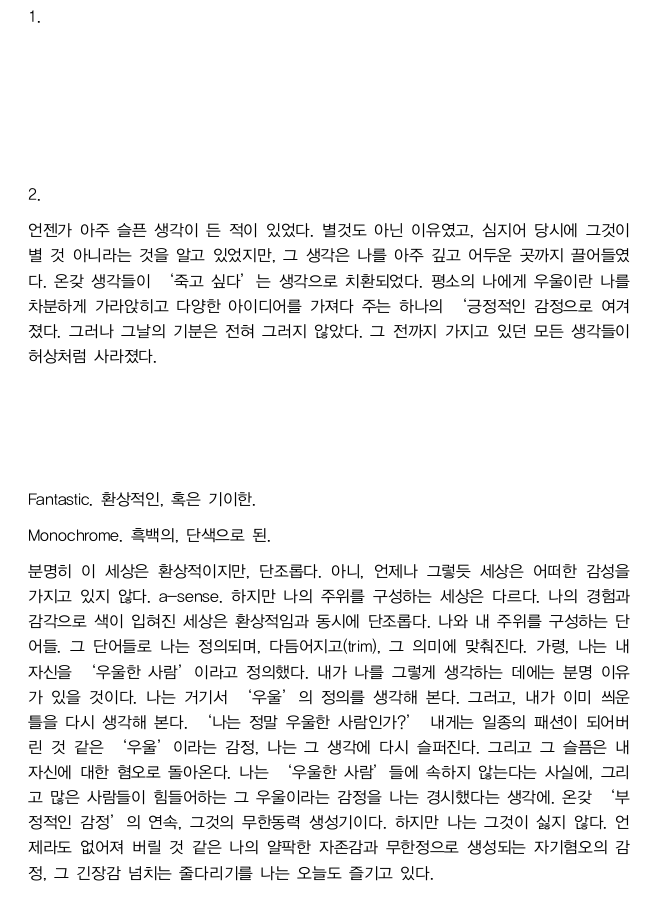 1.
2.
언젠가 아주 슬픈 생각이 든 적이 있었다. 별것도 아닌 이유였고, 심지어 당시에 그것이
별 것 아니라는 것을 알고 있었지만, 그 생각은 나를 아주 깊고 어두운 곳까지 끌어들였
다. 온갖 생각들이 ‘죽고 싶다’는 생각으로 치환되었다. 평소의 나에게 우울이란 나를
차분하게 가라앉히고 다양한 아이디어를 가져다 주는 하나의 ‘긍정적인 감정으로 여겨
졌다. 그러나 그날의 기분은 전혀 그러지 않았다. 그 전까지 가지고 있던 모든 생각들이
허상처럼 사라졌다.
Fantastic. 환상적인, 혹은 기이한.
Monochrome. 흑백의, 단색으로 된.
분명히 이 세상은 환상적이지만, 단조롭다. 아니, 언제나 그렇듯 세상은 어떠한 감성을
가지고 있지 않다. a-sense. 하지만 나의 주위를 구성하는 세상은 다르다. 나의 경험과
감각으로 색이 입혀진 세상은 환상적임과 동시에 단조롭다. 나와 내 주위를 구성하는 단
어들. 그 단어들로 나는 정의되며, 다듬어지고(trim), 그 의미에 맞춰진다. 가령, 나는 내
자신을 ‘우울한 사람’이라고 정의했다. 내가 나를 그렇게 생각하는 데에는 분명 이유
가 있을 것이다. 나는 거기서 ‘우울’의 정의를 생각해 본다. 그러고, 내가 이미 씌운
틀을 다시 생각해 본다. ‘나는 정말 우울한 사람인가?’ 내게는 일종의 패션이 되어버
린 것 같은 ‘우울’이라는 감정, 나는 그 생각에 다시 슬퍼진다. 그리고 그 슬픔은 내
자신에 대한 혐오로 돌아온다. 나는 ‘우울한 사람’들에 속하지 않는다는 사실에, 그리
고 많은 사람들이 힘들어하는 그 우울이라는 감정을 나는 경시했다는 생각에. 온갖 ‘부
정적인 감정’의 연속, 그것의 무한동력 생성기이다. 하지만 나는 그것이 싫지 않다. 언
제라도 없어져 버릴 것 같은 나의 얄팍한 자존감과 무한정으로 생성되는 자기혐오의 감
정, 그 긴장감 넘치는 줄다리기를 나는 오늘도 즐기고 있다.